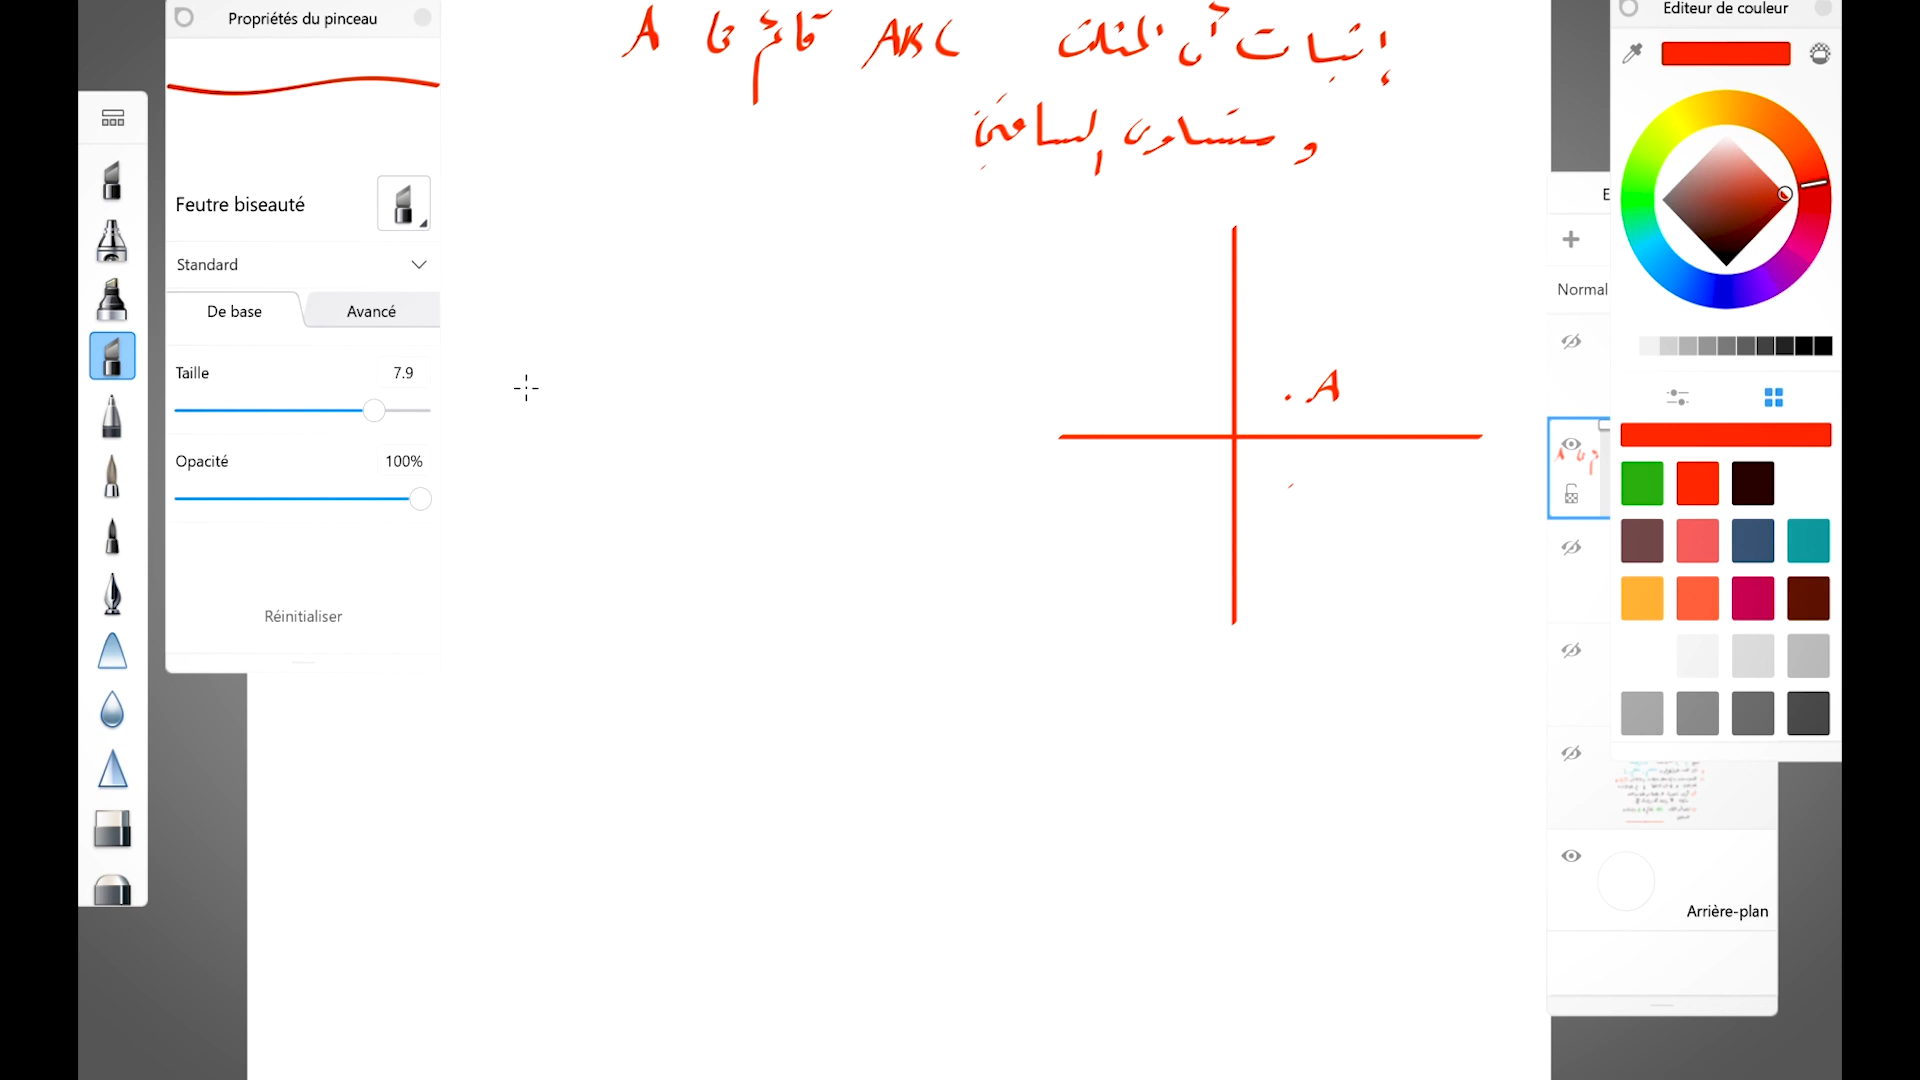 Propriétés du pinceau
Feutre biseauté
Standard
De base
Avancé
Taille
7.9
Opacité
100%
Réinitialiser
إثبات أن المثلث ABC قائم في A
و متساوي الساقين
. A
E
Normal
Arrière-plan
Editeur de couleur